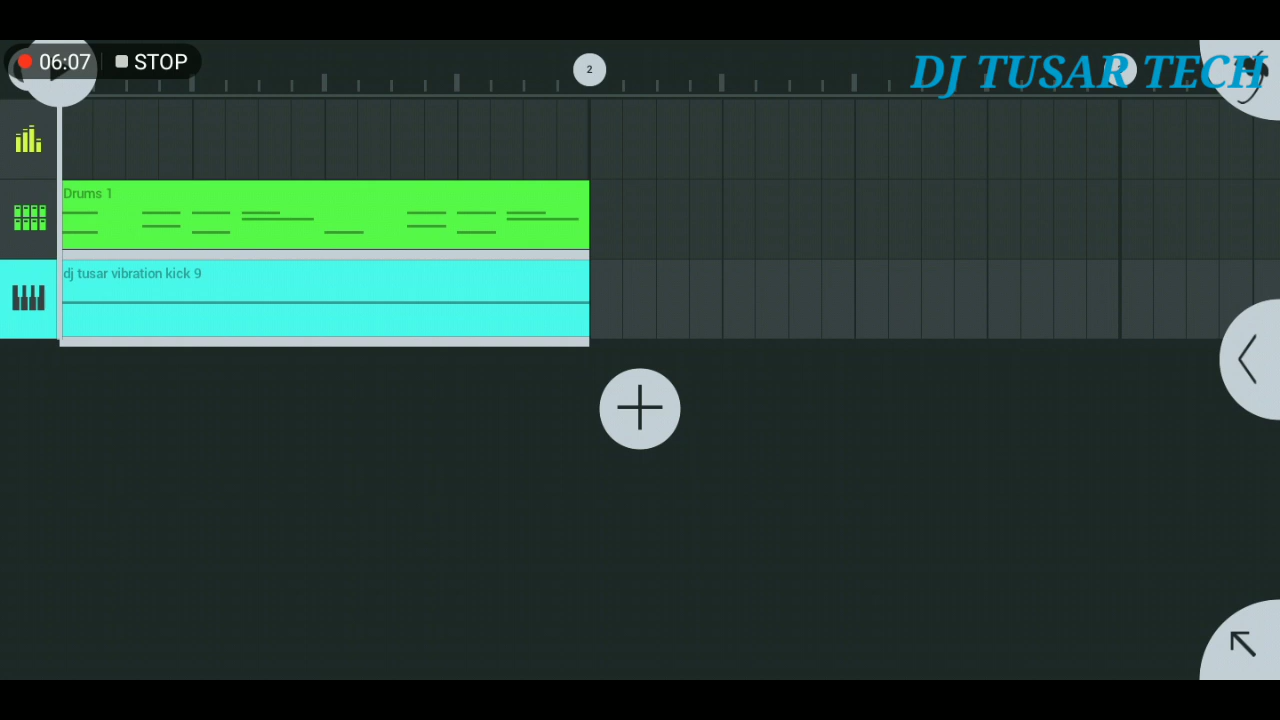 06:07 STOP
2
DJ TUSAR TECH
Drums 1
dj tusar vibration kick 9